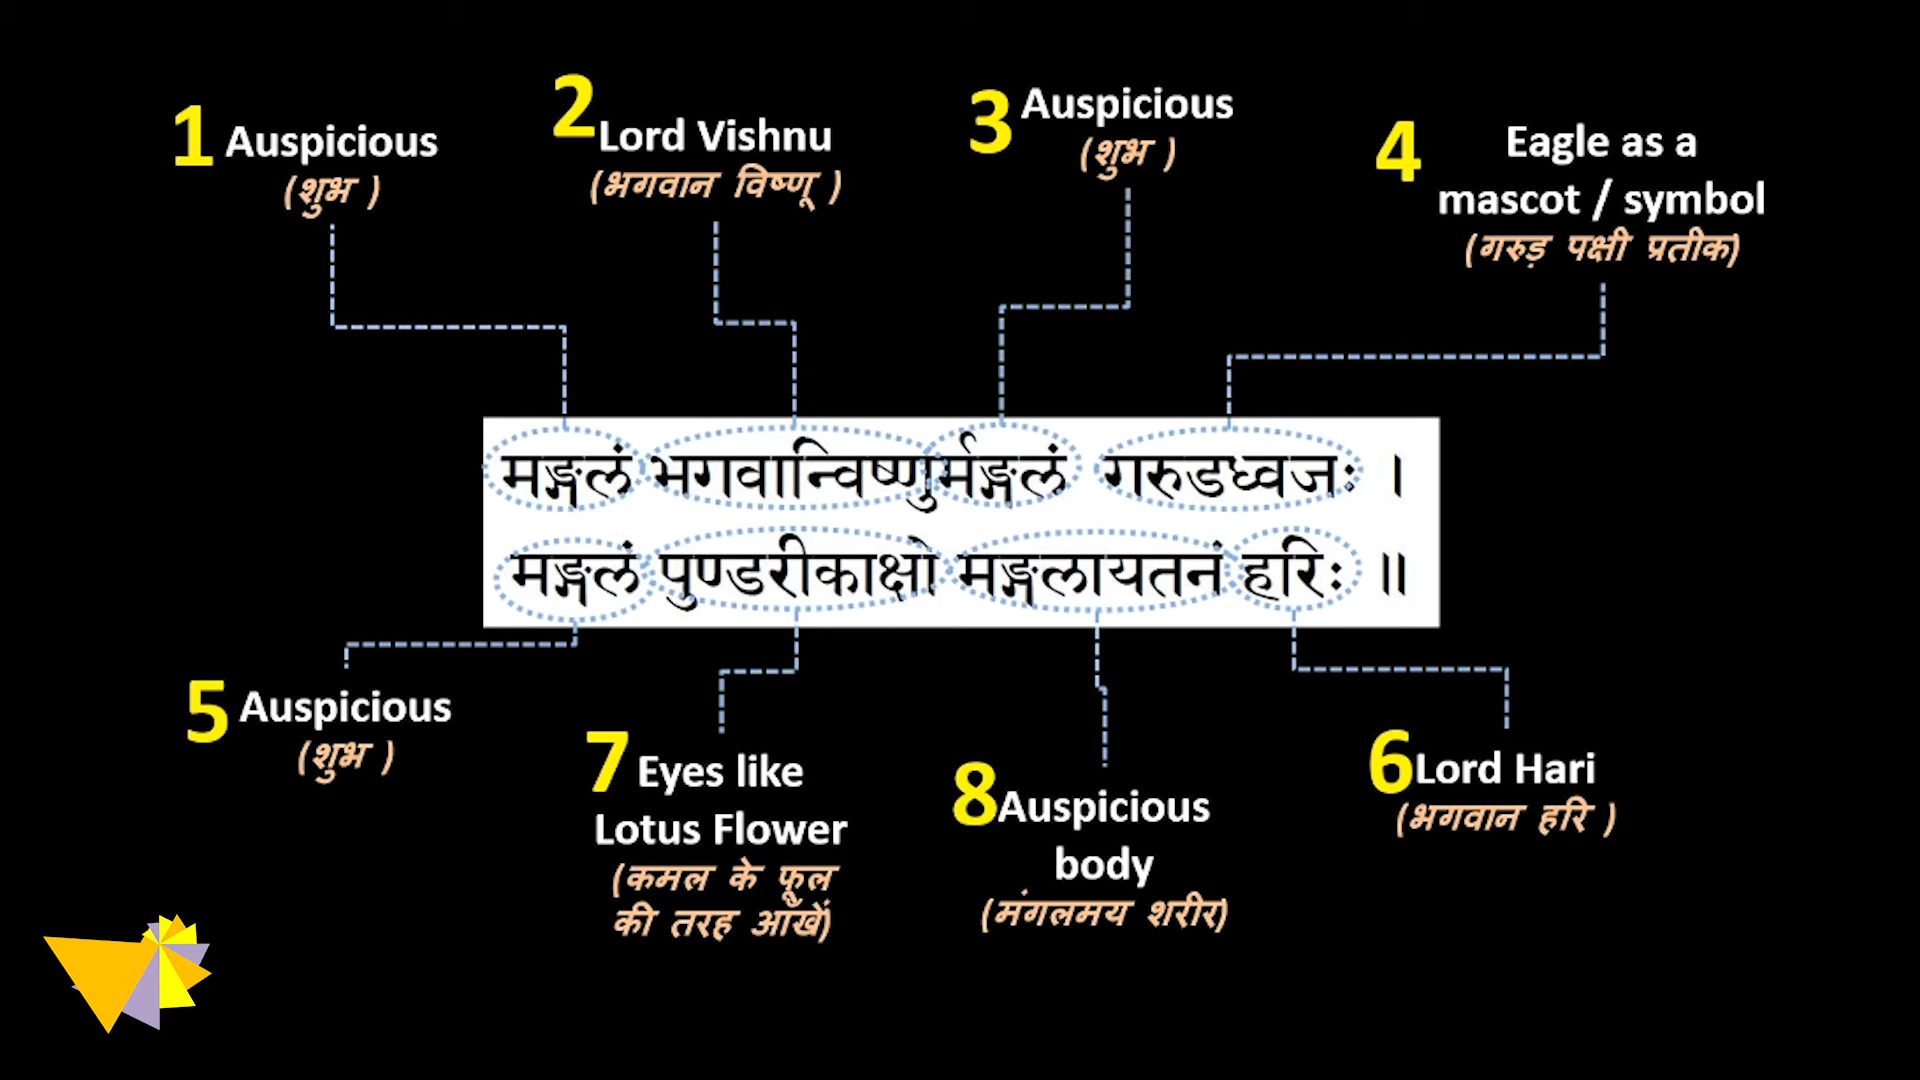 1 Auspicious
(शुभ )
2 Lord Vishnu
(भगवान विष्णू )
3 Auspicious
(शुभ )
4 Eagle as a
mascot / symbol
(गरुड़ पक्षी प्रतीक)
मङ्गलं भगवान्विष्णुर्मङ्गलं गरुडध्वजः ।
मङ्गलं पुण्डरीकाक्षो मङ्गलायतनं हरिः ॥
5 Auspicious
(शुभ )
7 Eyes like
Lotus Flower
(कमल के फूल
की तरह आँखें)
8 Auspicious
body
(मंगलमय शरीर)
6 Lord Hari
(भगवान हरि )